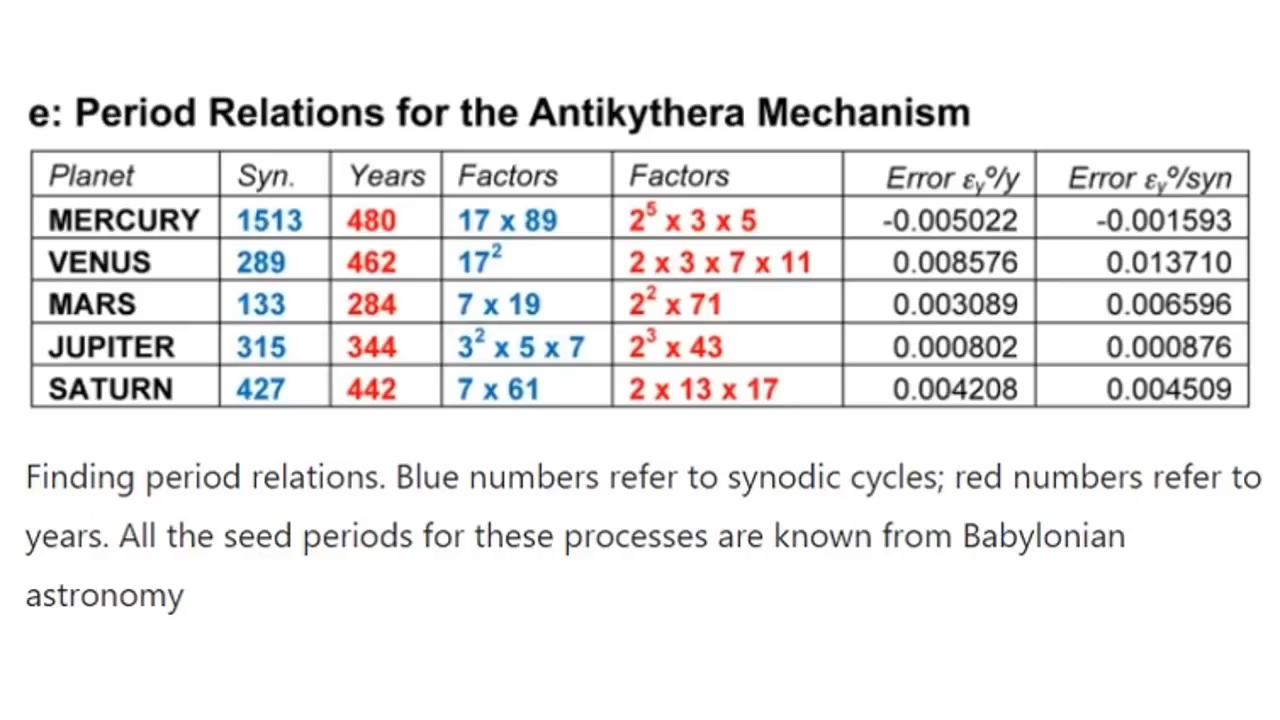 e: Period Relations for the Antikythera Mechanism
Planet Syn. Years Factors Factors Error εᵧº/y Error εᵧº/syn
MERCURY 1513 480 17 x 89 2⁵ x 3 x 5 -0.005022 -0.001593
VENUS 289 462 17² 2 x 3 x 7 x 11 0.008576 0.013710
MARS 133 284 7 x 19 2² x 71 0.003089 0.006596
JUPITER 315 344 3² x 5 x 7 2³ x 43 0.000802 0.000876
SATURN 427 442 7 x 61 2 x 13 x 17 0.004208 0.004509
Finding period relations. Blue numbers refer to synodic cycles; red numbers refer to
years. All the seed periods for these processes are known from Babylonian
astronomy